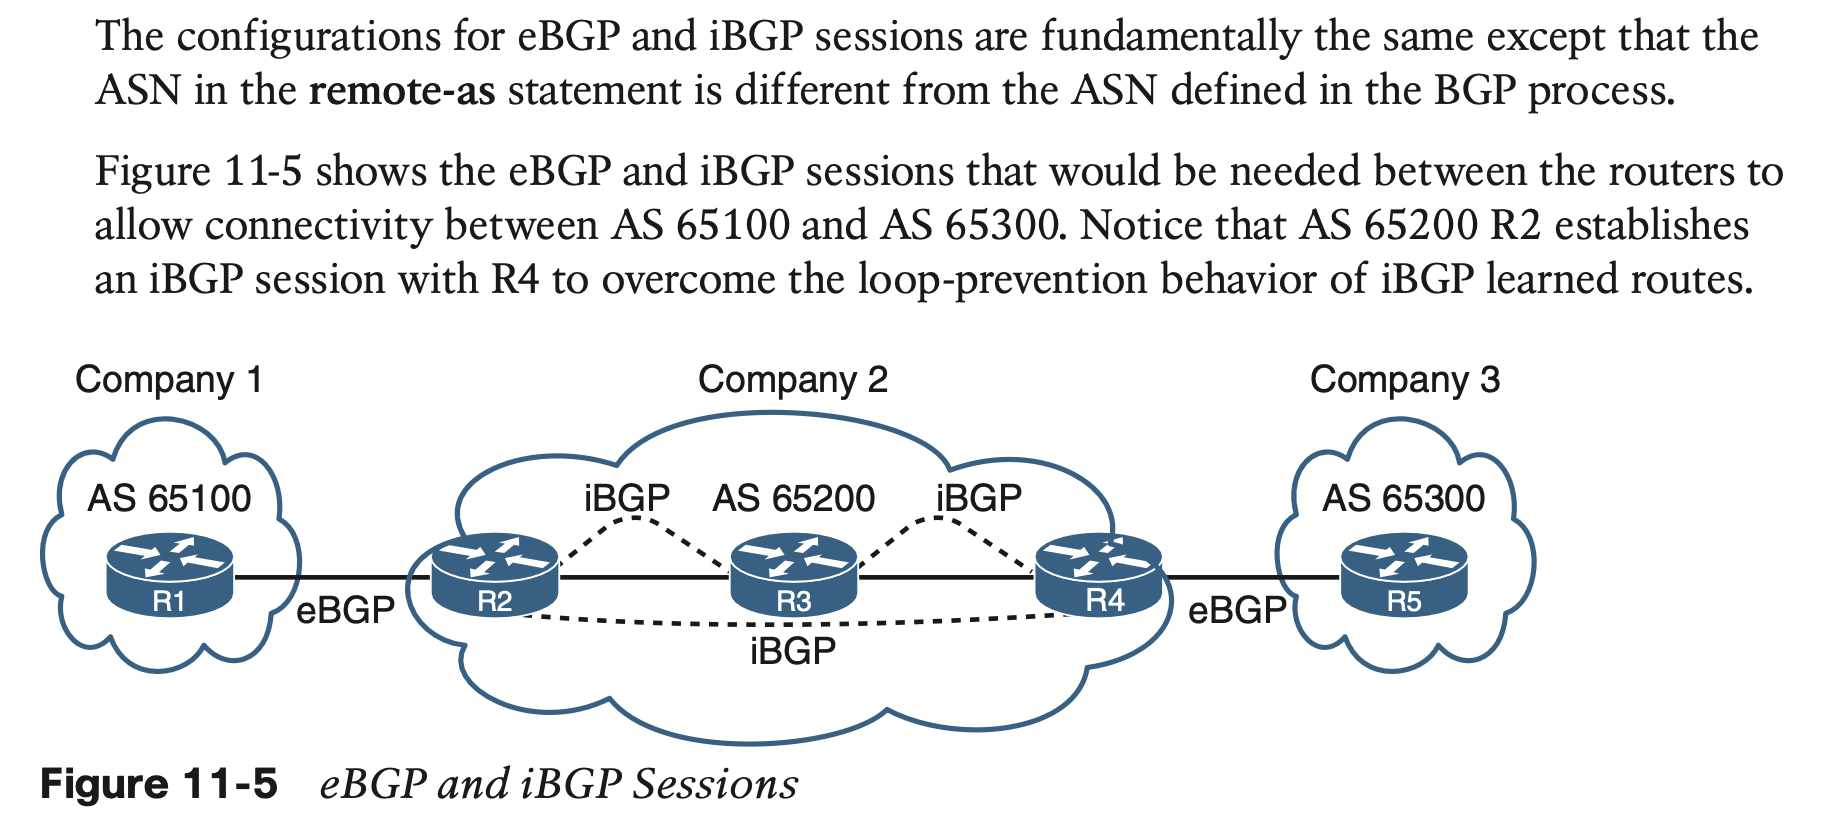 The configurations for eBGP and iBGP sessions are fundamentally the same except that the
ASN in the remote-as statement is different from the ASN defined in the BGP process.
Figure 11-5 shows the eBGP and iBGP sessions that would be needed between the routers to
allow connectivity between AS 65100 and AS 65300. Notice that AS 65200 R2 establishes
an iBGP session with R4 to overcome the loop-prevention behavior of iBGP learned routes.
Company 1
Company 2
Company 3
AS 65100
iBGP
AS 65200
iBGP
AS 65300
R1
eBGP
R2
R3
R4
eBGP
R5
iBGP
Figure 11-5 eBGP and iBGP Sessions